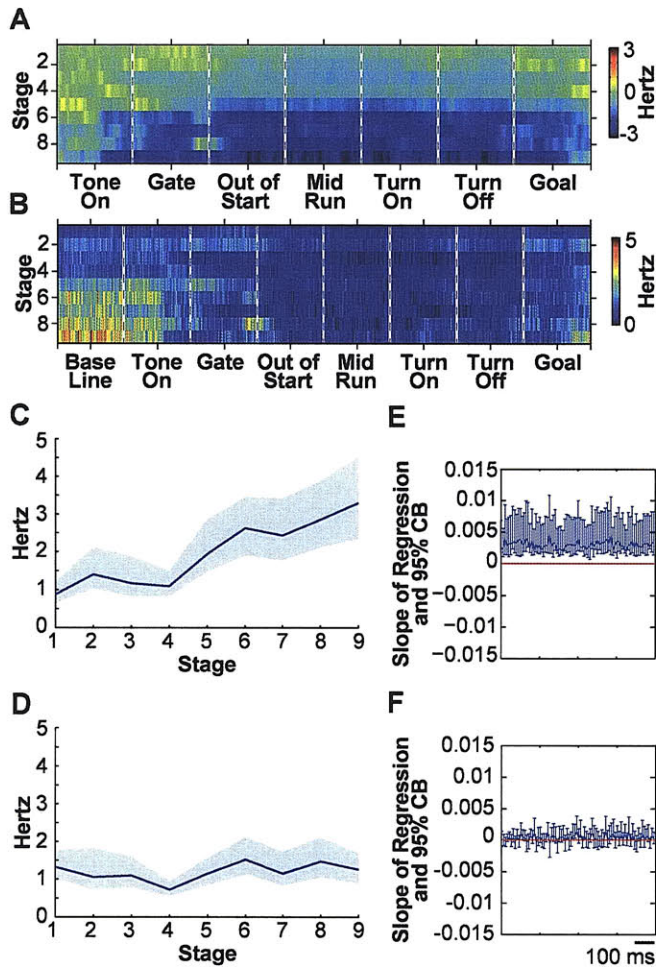 A
Stage
2
4
6
8
3
Hertz
-3
Tone On
Gate
Out of Start
Mid Run
Turn On
Turn Off
Goal
B
Stage
2
4
6
8
5
Hertz
0
Base Line
Tone On
Gate
Out of Start
Mid Run
Turn On
Turn Off
Goal
C
Hertz
5
4
3
2
1
0
1 2 3 4 5 6 7 8 9
Stage
E
Slope of Regression
and 95% CB
0.015
0.01
0.005
0
−0.005
−0.01
−0.015
D
Hertz
5
4
3
2
1
0
1 2 3 4 5 6 7 8 9
Stage
F
Slope of Regression
and 95% CB
0.015
0.01
0.005
0
−0.005
−0.01
−0.015
100 ms